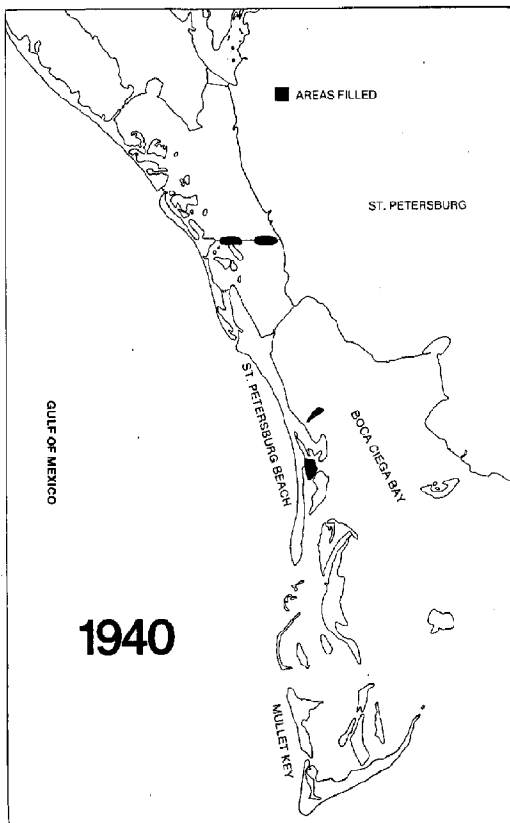 AREAS FILLED
ST. PETERSBURG
ST. PETERSBURG BEACH
BOCA CIEGA BAY
GULF OF MEXICO
1940
MULLET KEY